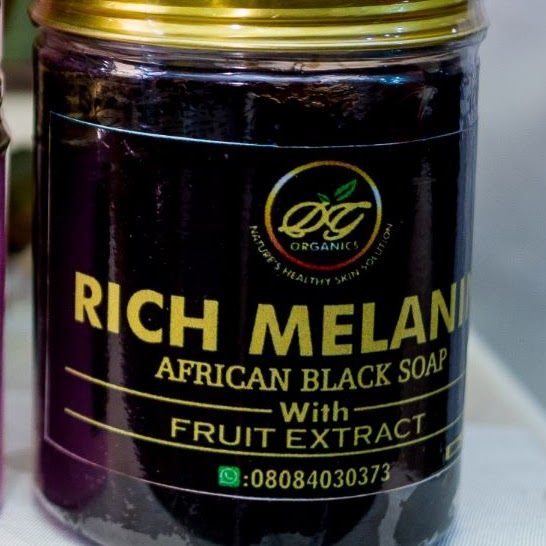 DG
ORGANICS
NATURE'S HEALTHY SKIN SOLUTION
RICH MELANI
AFRICAN BLACK SOAP
With
FRUIT EXTRACT
:08084030373